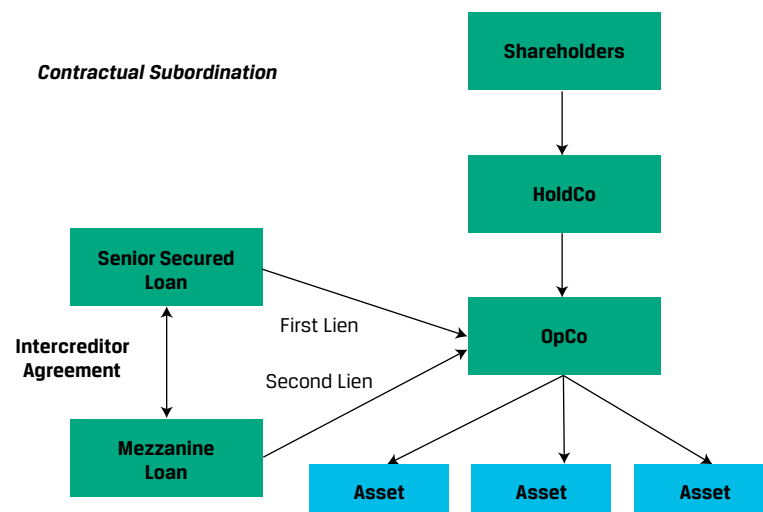 Contractual Subordination
Shareholders
HoldCo
Senior Secured
Loan
First Lien
OpCo
Intercreditor
Agreement
Second Lien
Mezzanine
Loan
Asset
Asset
Asset